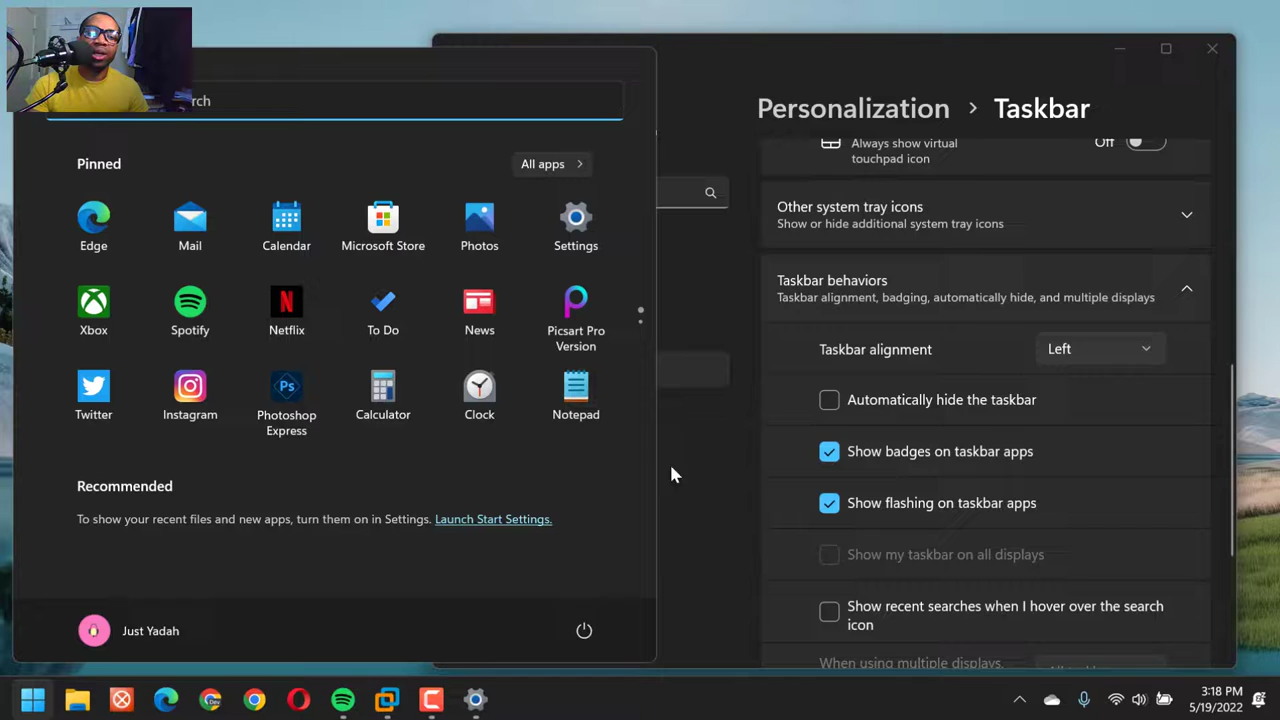 rch
Pinned
All apps
Edge
Mail
Calendar
Microsoft Store
Photos
Settings
Xbox
Spotify
Netflix
To Do
News
Picsart Pro
Version
Twitter
Instagram
Ps
Photoshop
Express
Calculator
Clock
Notepad
Recommended
To show your recent files and new apps, turn them on in Settings. Launch Start Settings.
Just Yadah
Personalization > Taskbar
Always show virtual
touchpad icon
Off
Other system tray icons
Show or hide additional system tray icons
Taskbar behaviors
Taskbar alignment, badging, automatically hide, and multiple displays
Taskbar alignment
Left
Automatically hide the taskbar
Show badges on taskbar apps
Show flashing on taskbar apps
Show my taskbar on all displays
Show recent searches when I hover over the search
icon
When using multiple displays,
Dev
3:18 PM
5/19/2022